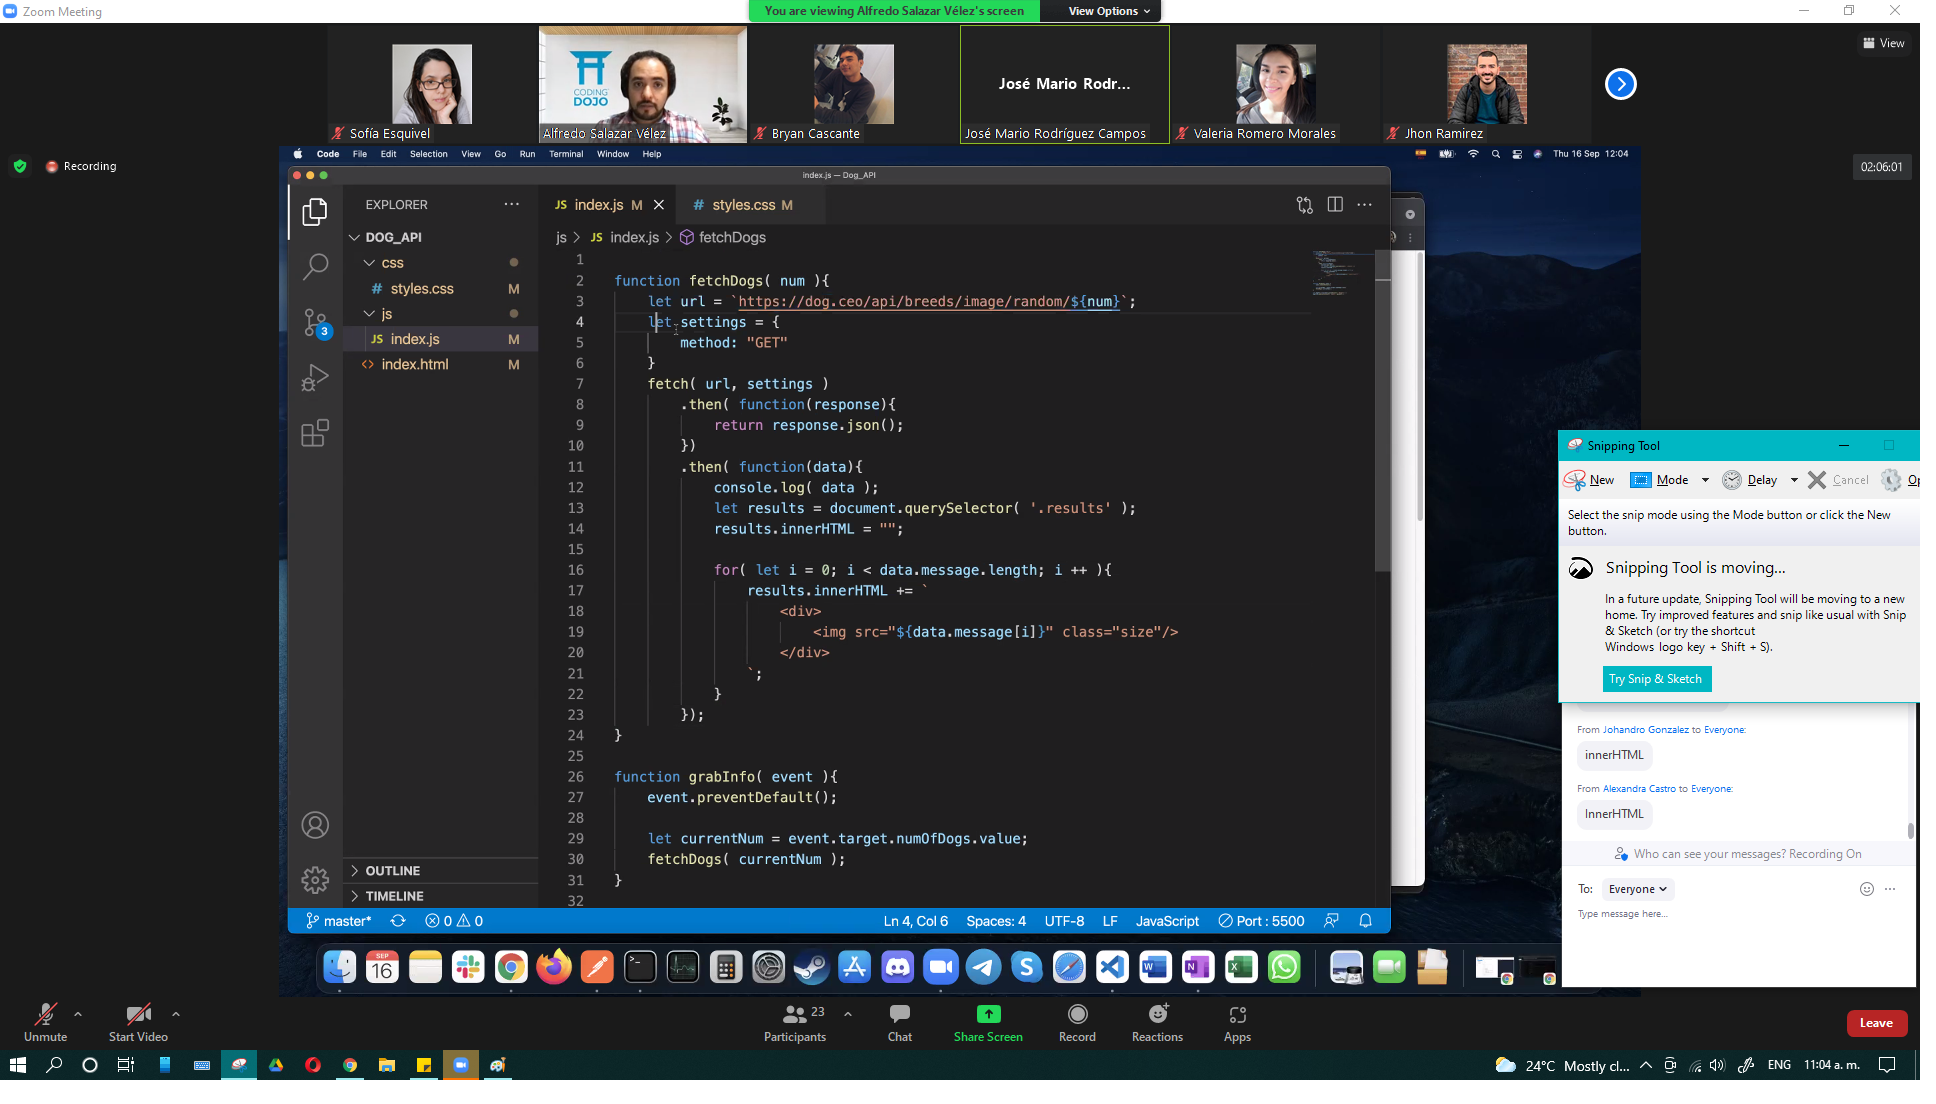 Zoom Meeting
You are viewing Alfredo Salazar Vélez's screen
View Options
View
CODING
DOJO
José Mario Rodr...
Sofía Esquivel
Alfredo Salazar Vélez
Bryan Cascante
José Mario Rodríguez Campos
Valeria Romero Morales
Jhon Ramirez
Recording
02:06:01
Code File Edit Selection View Go Run Terminal Window Help
Thu 16 Sep 12:04
index.js — Dog_API
EXPLORER
DOG_API
css
# styles.css M
js
JS index.js M
<> index.html M
3
OUTLINE
TIMELINE
JS index.js M
# styles.css M
js > JS index.js > fetchDogs
1
2 function fetchDogs( num ){
3 let url = `https://dog.ceo/api/breeds/image/random/${num}`;
4 let settings = {
5 method: "GET"
6 }
7 fetch( url, settings )
8 .then( function(response){
9 return response.json();
10 })
11 .then( function(data){
12 console.log( data );
13 let results = document.querySelector( '.results' );
14 results.innerHTML = "";
15
16 for( let i = 0; i < data.message.length; i ++ ){
17 results.innerHTML += `
18 <div>
19 <img src="${data.message[i]}" class="size"/>
20 </div>
21 `;
22 }
23 });
24 }
25
26 function grabInfo( event ){
27 event.preventDefault();
28
29 let currentNum = event.target.numOfDogs.value;
30 fetchDogs( currentNum );
31 }
32
master* 0 0
Ln 4, Col 6 Spaces: 4 UTF-8 LF JavaScript Port : 5500
SEP
16
Snipping Tool
New Mode Delay Cancel Op
Select the snip mode using the Mode button or click the New
button.
Snipping Tool is moving...
In a future update, Snipping Tool will be moving to a new
home. Try improved features and snip like usual with Snip
& Sketch (or try the shortcut
Windows logo key + Shift + S).
Try Snip & Sketch
From Johandro Gonzalez to Everyone:
innerHTML
From Alexandra Castro to Everyone:
InnerHTML
Who can see your messages? Recording On
To: Everyone
Type message here...
Unmute
Start Video
23
Participants
Chat
Share Screen
Record
Reactions
Apps
Leave
24°C Mostly cl...
ENG
11:04 a. m.